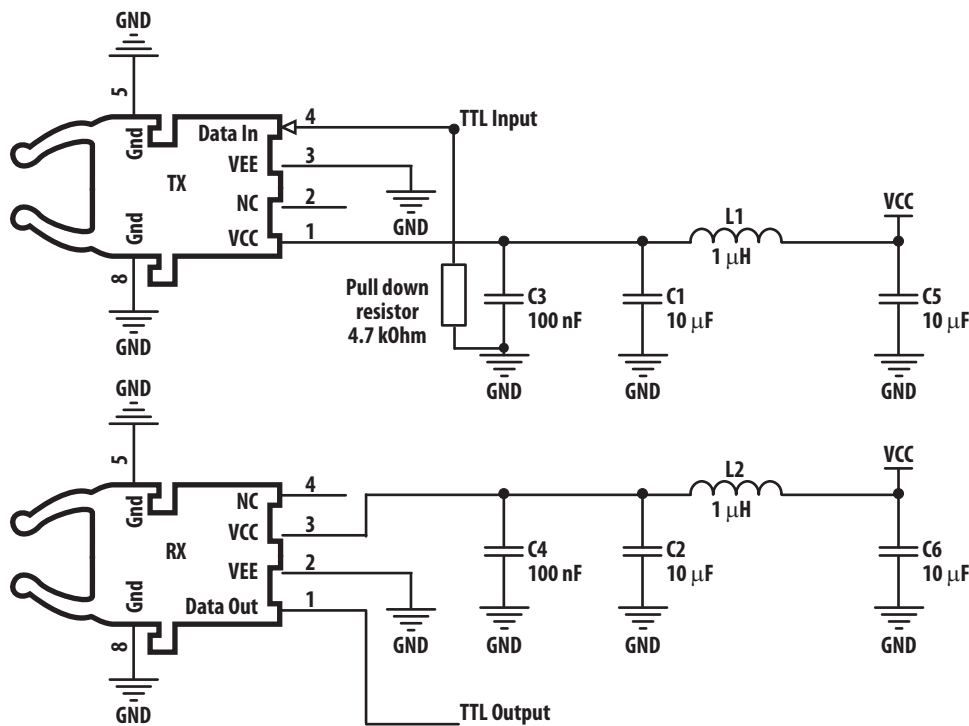 GND
5
Gnd
Data In
4
TTL Input
VEE
3
TX
NC
2
GND
VCC
1
Gnd
8
GND
Pull down
resistor
4.7 kOhm
C3
100 nF
GND
C1
10 μF
GND
L1
1 μH
VCC
C5
10 μF
GND
GND
5
Gnd
NC
4
VCC
3
RX
VEE
2
GND
Data Out
1
Gnd
8
GND
TTL Output
C4
100 nF
GND
C2
10 μF
GND
L2
1 μH
VCC
C6
10 μF
GND